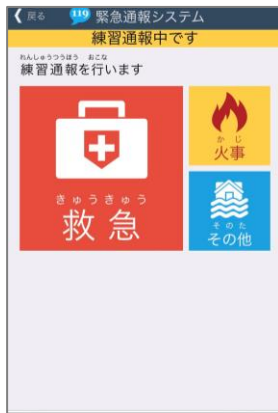 戻る 119 緊急通報システム
練習通報中です
れんしゅうつうほう おこな
練習通報を行います
きゅうきゅう
救急
かじ
火事
そのた
その他